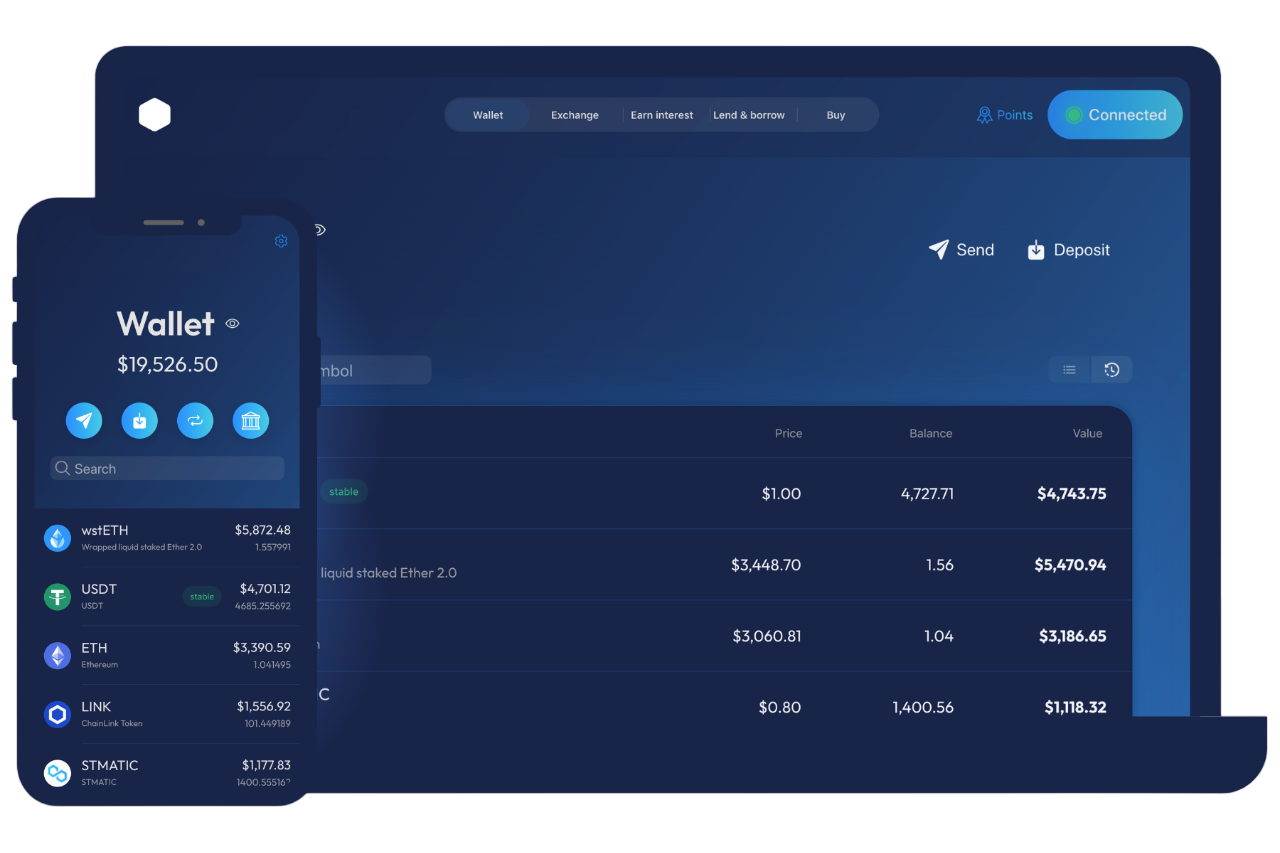 Wallet Exchange Earn interest Lend & borrow Buy
Points
Connected
Send Deposit
Price Balance Value
stable $1.00 4,727.71 $4,743.75
liquid staked Ether 2.0 $3,448.70 1.56 $5,470.94
$3,060.81 1.04 $3,186.65
C $0.80 1,400.56 $1,118.32
Wallet
$19,526.50
Search
wstETH $5,872.48
Wrapped liquid staked Ether 2.0 1.557991
USDT stable $4,701.12
USDT 4685.255692
ETH $3,390.59
Ethereum 1.041495
LINK $1,556.92
ChainLink Token 101.449189
STMATIC $1,177.83
STMATIC